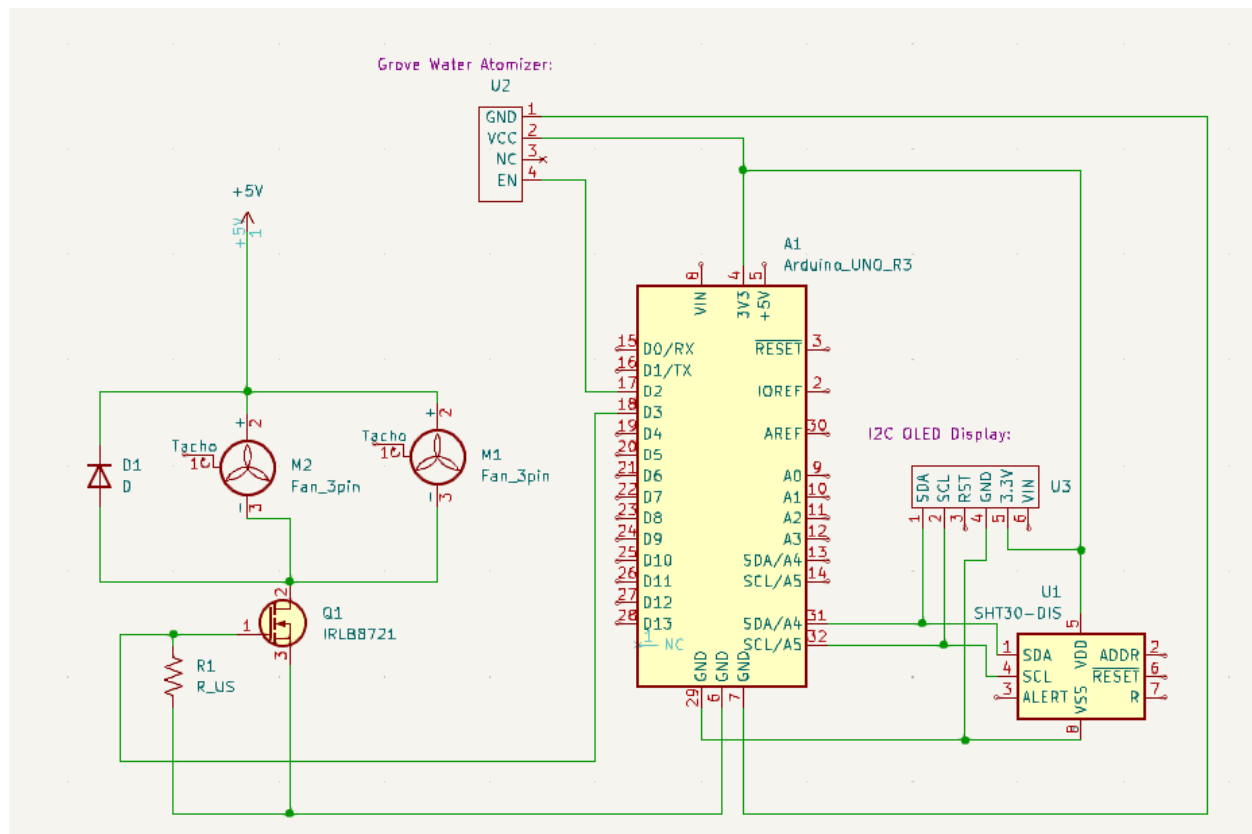 Grove Water Atomizer:
U2
GND 1
VCC 2
NC 3
EN 4
+5V
+5V
1
A1
Arduino_UNO_R3
8 4 5
VIN 3V3 +5V
15 D0/RX RESET 3
16 D1/TX
17 D2 IOREF 2
18 D3
19 D4 AREF 30
20 D5
21 D6 A0 9
22 D7 A1 10
23 D8 A2 11
24 D9 A3 12
25 D10 SDA/A4 13
26 D11 SCL/A5 14
27 D12
28 D13 SDA/A4 31
1 NC SCL/A5 32
GND GND GND
29 6 7
I2C OLED Display:
SDA SCL RST GND 3.3V VIN
U3
1 2 3 4 5 6
U1
SHT30-DIS
5
1 SDA VDD ADDR 2
4 SCL RESET 6
3 ALERT VSS R 7
8
D1
D
Tacho
1
+ 2
M2
Fan_3pin
- 3
Tacho
1
+ 2
M1
Fan_3pin
- 3
2
Q1
1
IRLB8721
3
R1
R_US